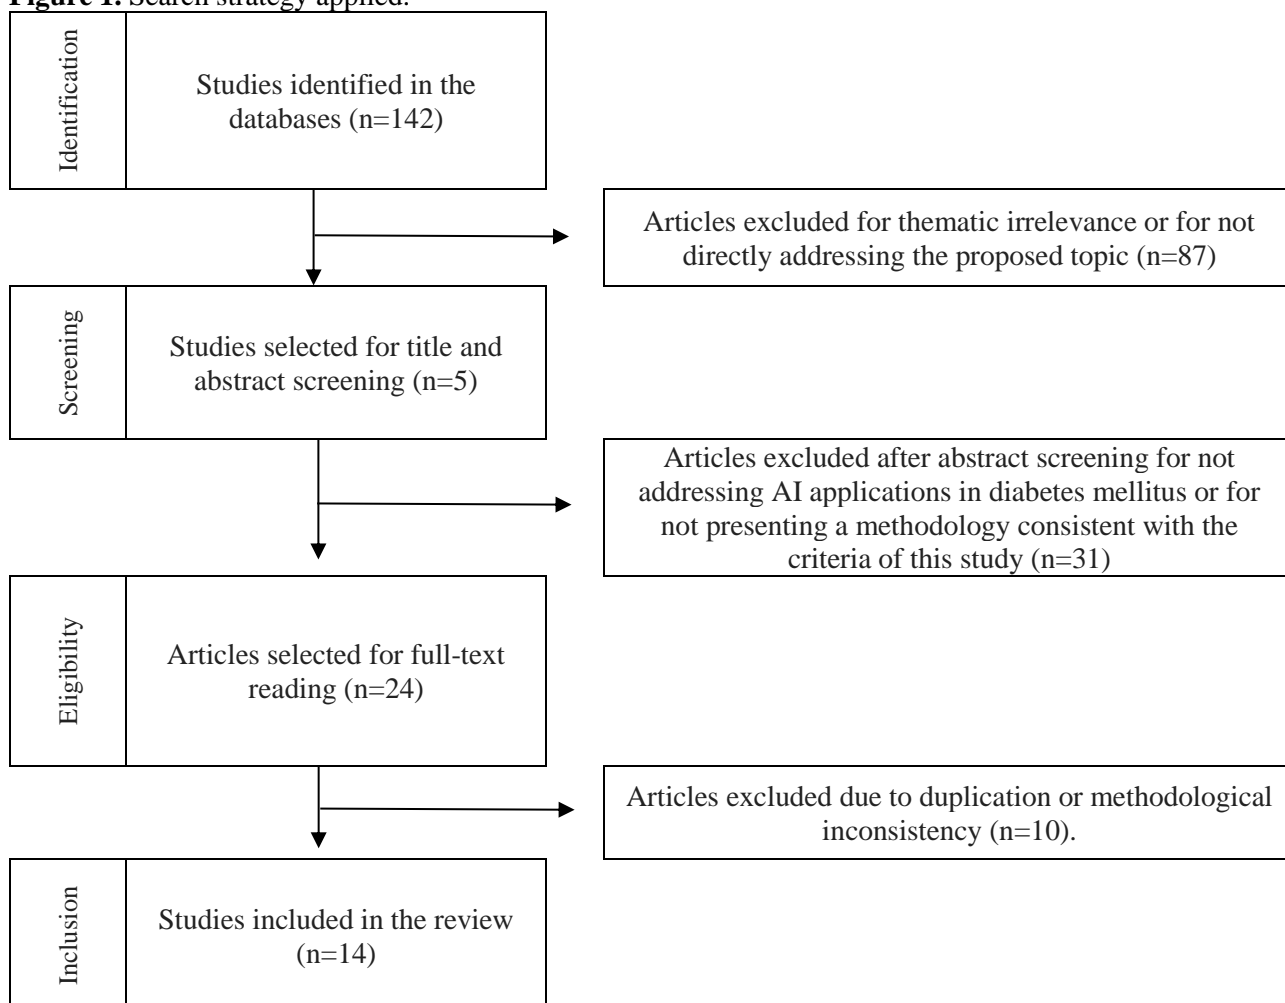 Figure 1. Search strategy applied.
Identification
Studies identified in the
databases (n=142)
Articles excluded for thematic irrelevance or for not
directly addressing the proposed topic (n=87)
Screening
Studies selected for title and
abstract screening (n=5)
Articles excluded after abstract screening for not
addressing AI applications in diabetes mellitus or for
not presenting a methodology consistent with the
criteria of this study (n=31)
Eligibility
Articles selected for full-text
reading (n=24)
Articles excluded due to duplication or methodological
inconsistency (n=10).
Inclusion
Studies included in the review
(n=14)